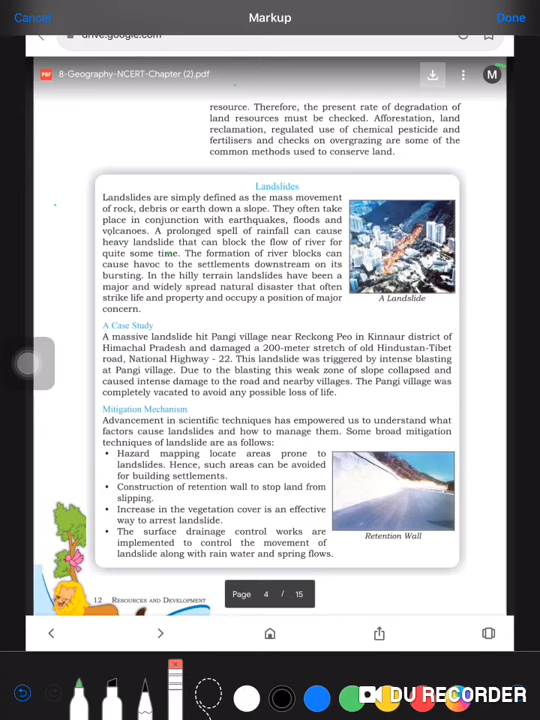 Cancel
Markup
Done
drive.google.com
PDF
8-Geography-NCERT-Chapter (2).pdf
M
resource. Therefore, the present rate of degradation of
land resources must be checked. Afforestation, land
reclamation, regulated use of chemical pesticide and
fertilisers and checks on overgrazing are some of the
common methods used to conserve land.
Landslides
Landslides are simply defined as the mass movement
of rock, debris or earth down a slope. They often take
place in conjunction with earthquakes, floods and
volcanoes. A prolonged spell of rainfall can cause
heavy landslide that can block the flow of river for
quite some time. The formation of river blocks can
cause havoc to the settlements downstream on its
bursting. In the hilly terrain landslides have been a
major and widely spread natural disaster that often
strike life and property and occupy a position of major
concern.
A Landslide
A Case Study
A massive landslide hit Pangi village near Reckong Peo in Kinnaur district of
Himachal Pradesh and damaged a 200-meter stretch of old Hindustan-Tibet
road, National Highway - 22. This landslide was triggered by intense blasting
at Pangi village. Due to the blasting this weak zone of slope collapsed and
caused intense damage to the road and nearby villages. The Pangi village was
completely vacated to avoid any possible loss of life.
Mitigation Mechanism
Advancement in scientific techniques has empowered us to understand what
factors cause landslides and how to manage them. Some broad mitigation
techniques of landslide are as follows:
• Hazard mapping locate areas prone to
landslides. Hence, such areas can be avoided
for building settlements.
• Construction of retention wall to stop land from
slipping.
• Increase in the vegetation cover is an effective
way to arrest landslide.
• The surface drainage control works are
implemented to control the movement of
landslide along with rain water and spring flows.
Retention Wall
12 RESOURCES AND DEVELOPMENT
Page 4 / 15
DU RECORDER